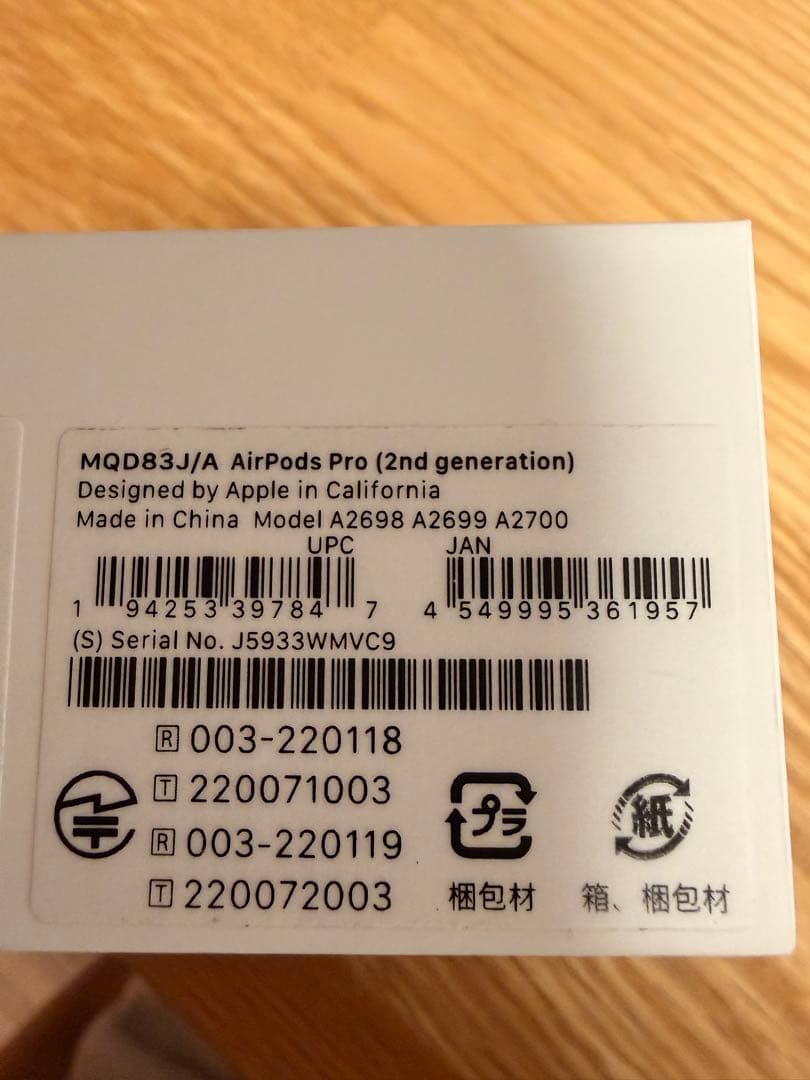 MQD83J/A AirPods Pro (2nd generation)
Designed by Apple in California
Made in China Model A2698 A2699 A2700
UPC JAN
1 94253 39784 7 4 549995 361957
(S) Serial No. J5933WMVC9
R 003-220118
T 220071003
R 003-220119
T 220072003
プラ 紙
梱包材 箱、梱包材